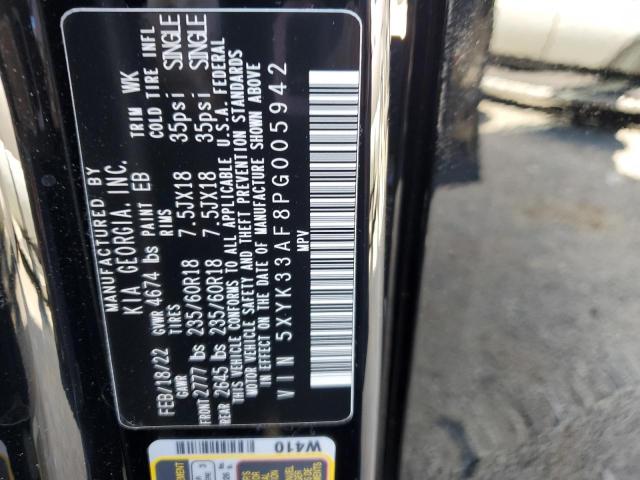 MANUFACTURED BY
KIA GEORGIA, INC.
FEB/18/22 GVWR 4674 lbs PAINT EB TRIM WK
GAWR TIRES RIMS COLD TIRE INFL
FRONT 2777 lbs 235/60R18 7.5JX18 35psi SINGLE
REAR 2645 lbs 235/60R18 7.5JX18 35psi SINGLE
THIS VEHICLE CONFORMS TO ALL APPLICABLE U.S.A. FEDERAL
MOTOR VEHICLE SAFETY AND THEFT PREVENTION STANDARDS
IN EFFECT ON THE DATE OF MANUFACTURE SHOWN ABOVE
VIN 5XYK33AF8PG005942
MPV
W410